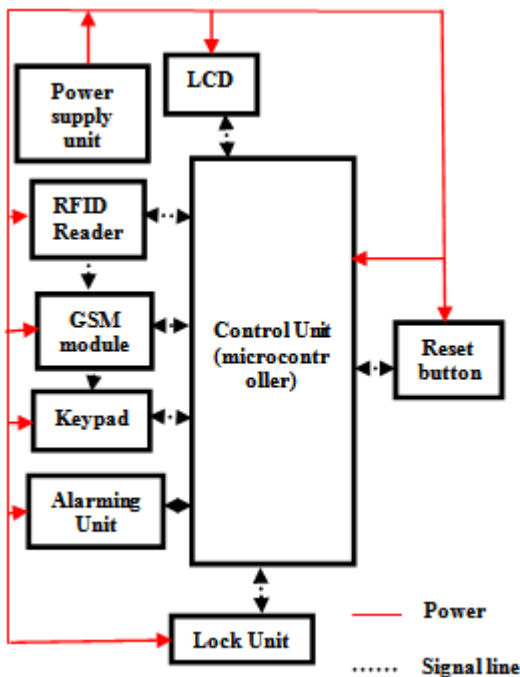 LCD
Power
supply
unit
RFID
Reader
GSM
module
Keypad
Alarming
Unit
Control Unit
(microcontr
oller)
Reset
button
Lock Unit
Power
Signal line